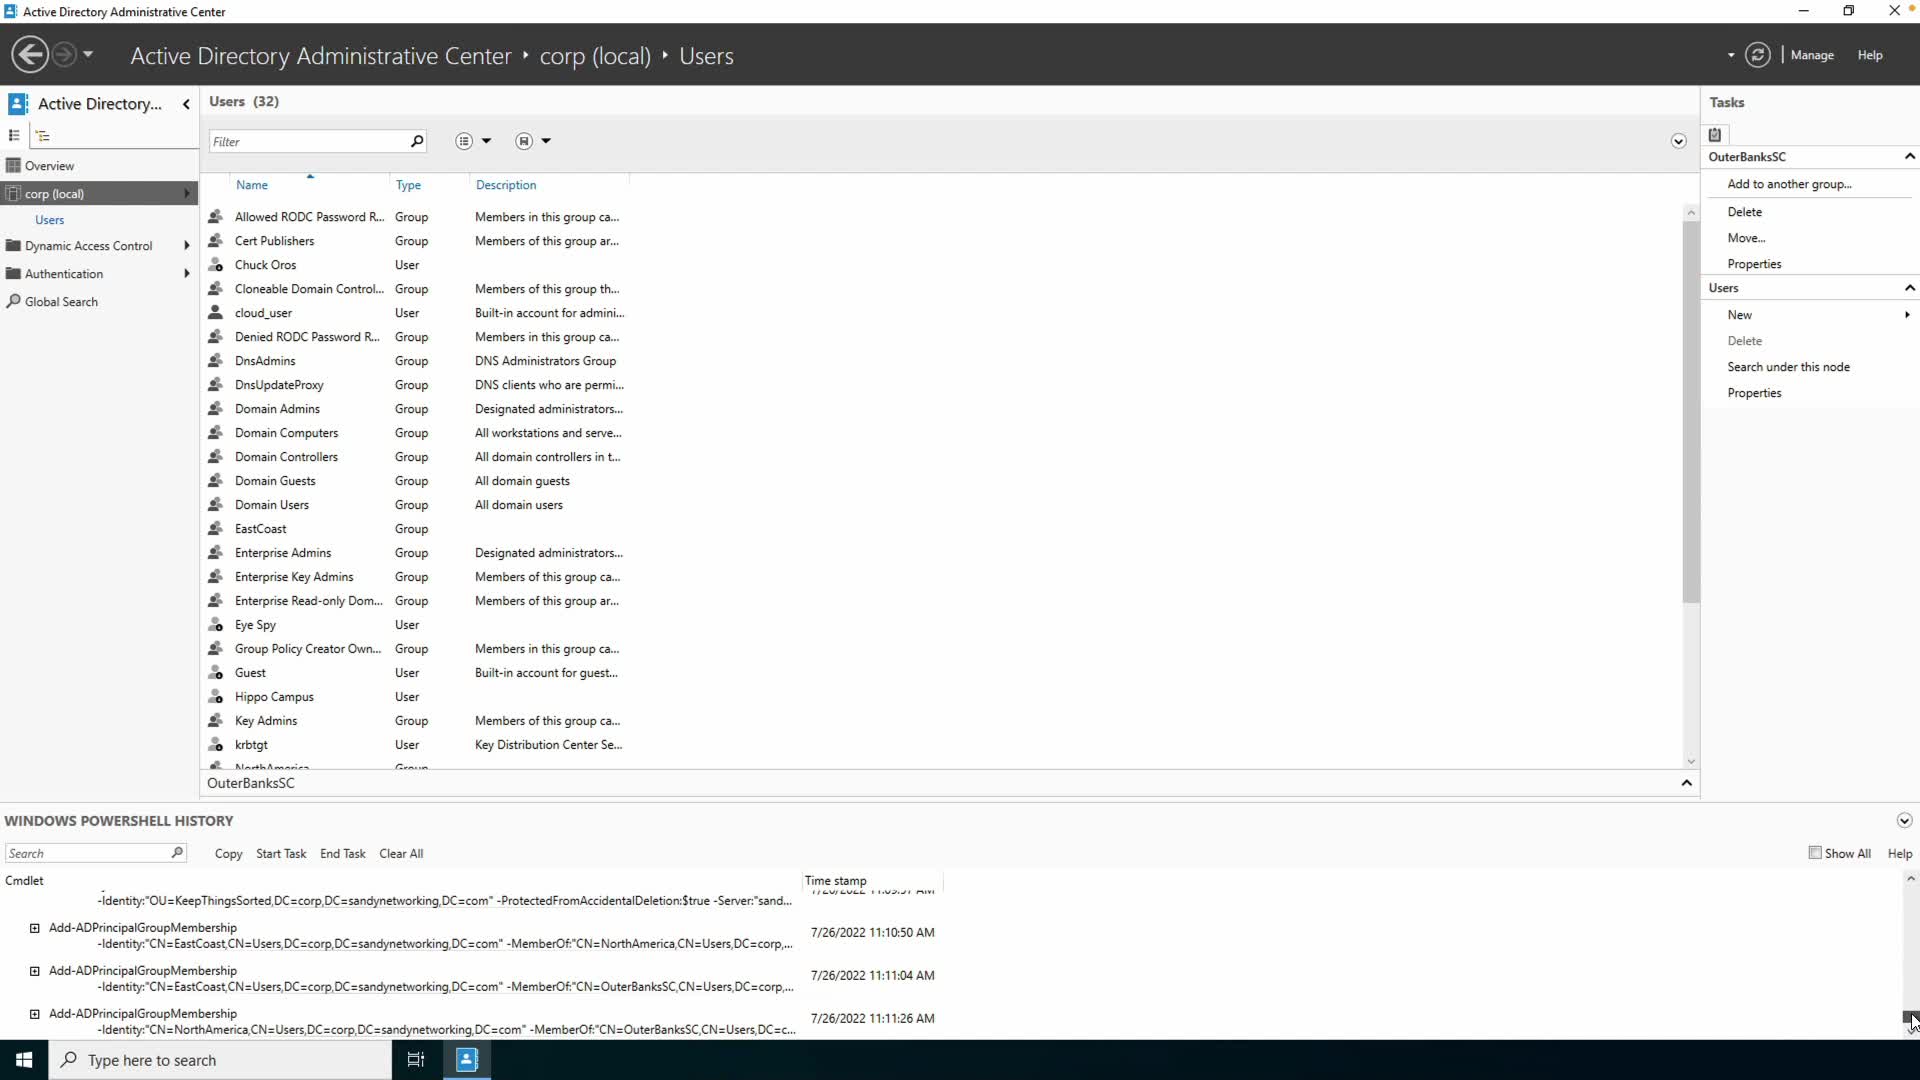 Active Directory Administrative Center
Active Directory Administrative Center ‣ corp (local) ‣ Users
Manage
Help
Active Directory...
Overview
corp (local)
Users
Dynamic Access Control
Authentication
Global Search
Users (32)
Filter
Name Type Description
Allowed RODC Password R... Group Members in this group ca...
Cert Publishers Group Members of this group ar...
Chuck Oros User
Cloneable Domain Control... Group Members of this group th...
cloud_user User Built-in account for admini...
Denied RODC Password R... Group Members in this group ca...
DnsAdmins Group DNS Administrators Group
DnsUpdateProxy Group DNS clients who are permi...
Domain Admins Group Designated administrators...
Domain Computers Group All workstations and serve...
Domain Controllers Group All domain controllers in t...
Domain Guests Group All domain guests
Domain Users Group All domain users
EastCoast Group
Enterprise Admins Group Designated administrators...
Enterprise Key Admins Group Members of this group ca...
Enterprise Read-only Dom... Group Members of this group ar...
Eye Spy User
Group Policy Creator Own... Group Members in this group ca...
Guest User Built-in account for guest...
Hippo Campus User
Key Admins Group Members of this group ca...
krbtgt User Key Distribution Center Se...
NorthAmerica Group
OuterBanksSC
Tasks
OuterBanksSC
Add to another group...
Delete
Move...
Properties
Users
New
Delete
Search under this node
Properties
WINDOWS POWERSHELL HISTORY
Search
Copy Start Task End Task Clear All
Show All Help
Cmdlet Time stamp
-Identity:"OU=KeepThingsSorted,DC=corp,DC=sandynetworking,DC=com" -ProtectedFromAccidentalDeletion:$true -Server:"sand...
Add-ADPrincipalGroupMembership
-Identity:"CN=EastCoast,CN=Users,DC=corp,DC=sandynetworking,DC=com" -MemberOf:"CN=NorthAmerica,CN=Users,DC=corp,...
7/26/2022 11:10:50 AM
Add-ADPrincipalGroupMembership
-Identity:"CN=EastCoast,CN=Users,DC=corp,DC=sandynetworking,DC=com" -MemberOf:"CN=OuterBanksSC,CN=Users,DC=corp,...
7/26/2022 11:11:04 AM
Add-ADPrincipalGroupMembership
-Identity:"CN=NorthAmerica,CN=Users,DC=corp,DC=sandynetworking,DC=com" -MemberOf:"CN=OuterBanksSC,CN=Users,DC=c...
7/26/2022 11:11:26 AM
Type here to search